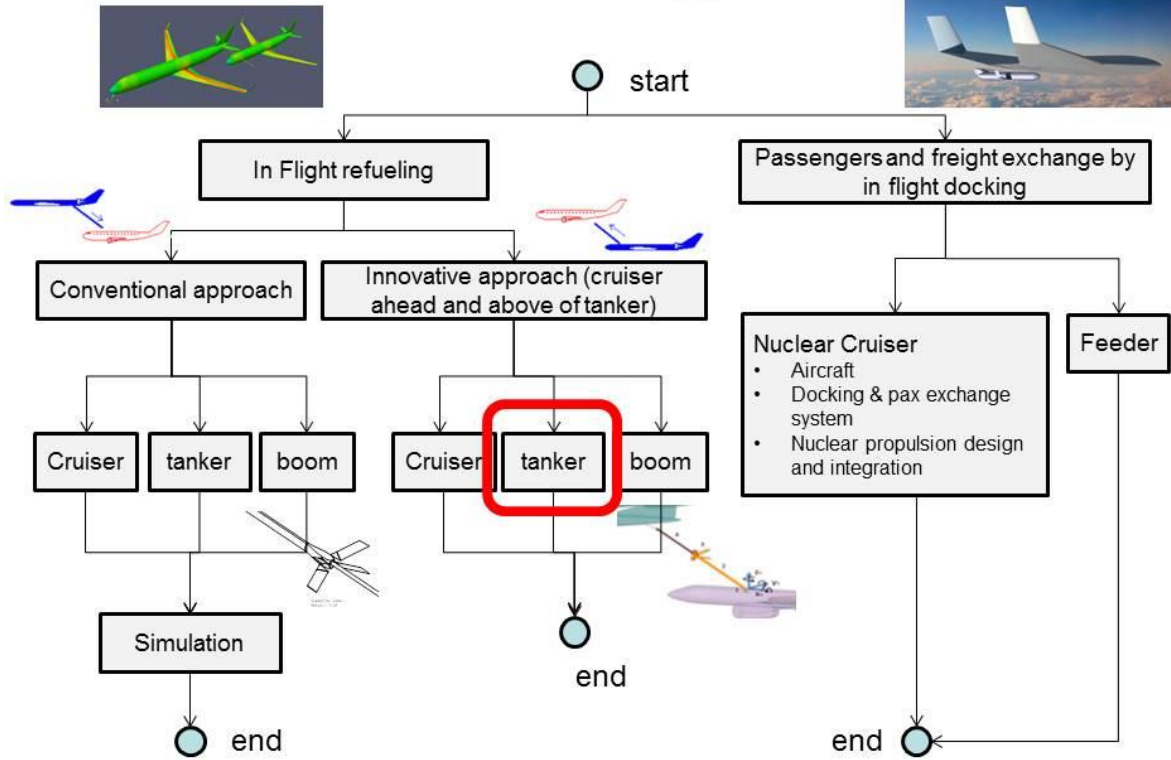 start
In Flight refueling
Passengers and freight exchange by
in flight docking
Conventional approach
Innovative approach (cruiser
ahead and above of tanker)
Nuclear Cruiser
• Aircraft
• Docking & pax exchange
system
• Nuclear propulsion design
and integration
Feeder
Cruiser
tanker
boom
Cruiser
tanker
boom
Simulation
end
end
end